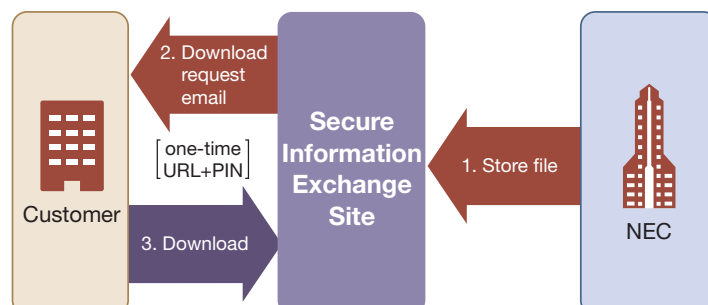 2. Download
request
email
[one-time
URL+PIN]
Customer
3. Download
Secure
Information
Exchange
Site
1. Store file
NEC